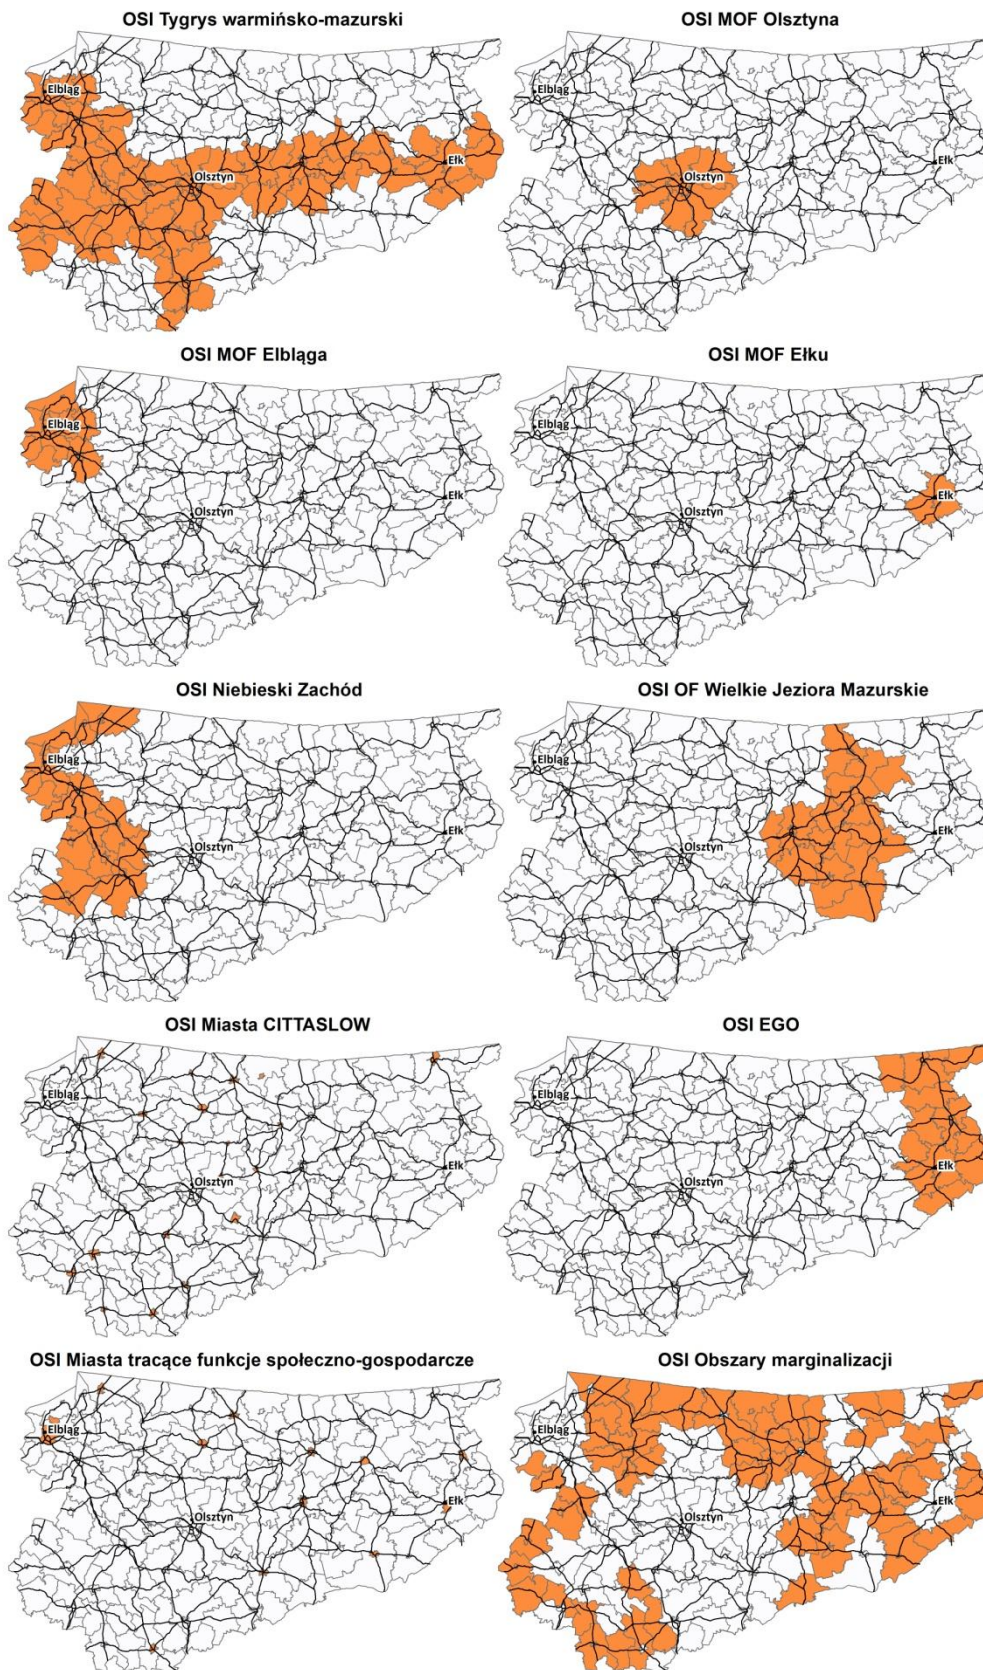 OSI Tygrys warmińsko-mazurski
Elbląg
Olsztyn
Ełk
OSI MOF Olsztyna
Elbląg
Olsztyn
Ełk
OSI MOF Elbląga
Elbląg
Olsztyn
Ełk
OSI MOF Ełku
Elbląg
Olsztyn
Ełk
OSI Niebieski Zachód
Elbląg
Olsztyn
Ełk
OSI OF Wielkie Jeziora Mazurskie
Elbląg
Olsztyn
Ełk
OSI Miasta CITTASLOW
Elbląg
Olsztyn
Ełk
OSI EGO
Elbląg
Olsztyn
Ełk
OSI Miasta tracące funkcje społeczno-gospodarcze
Elbląg
Olsztyn
Ełk
OSI Obszary marginalizacji
Elbląg
Olsztyn
Ełk